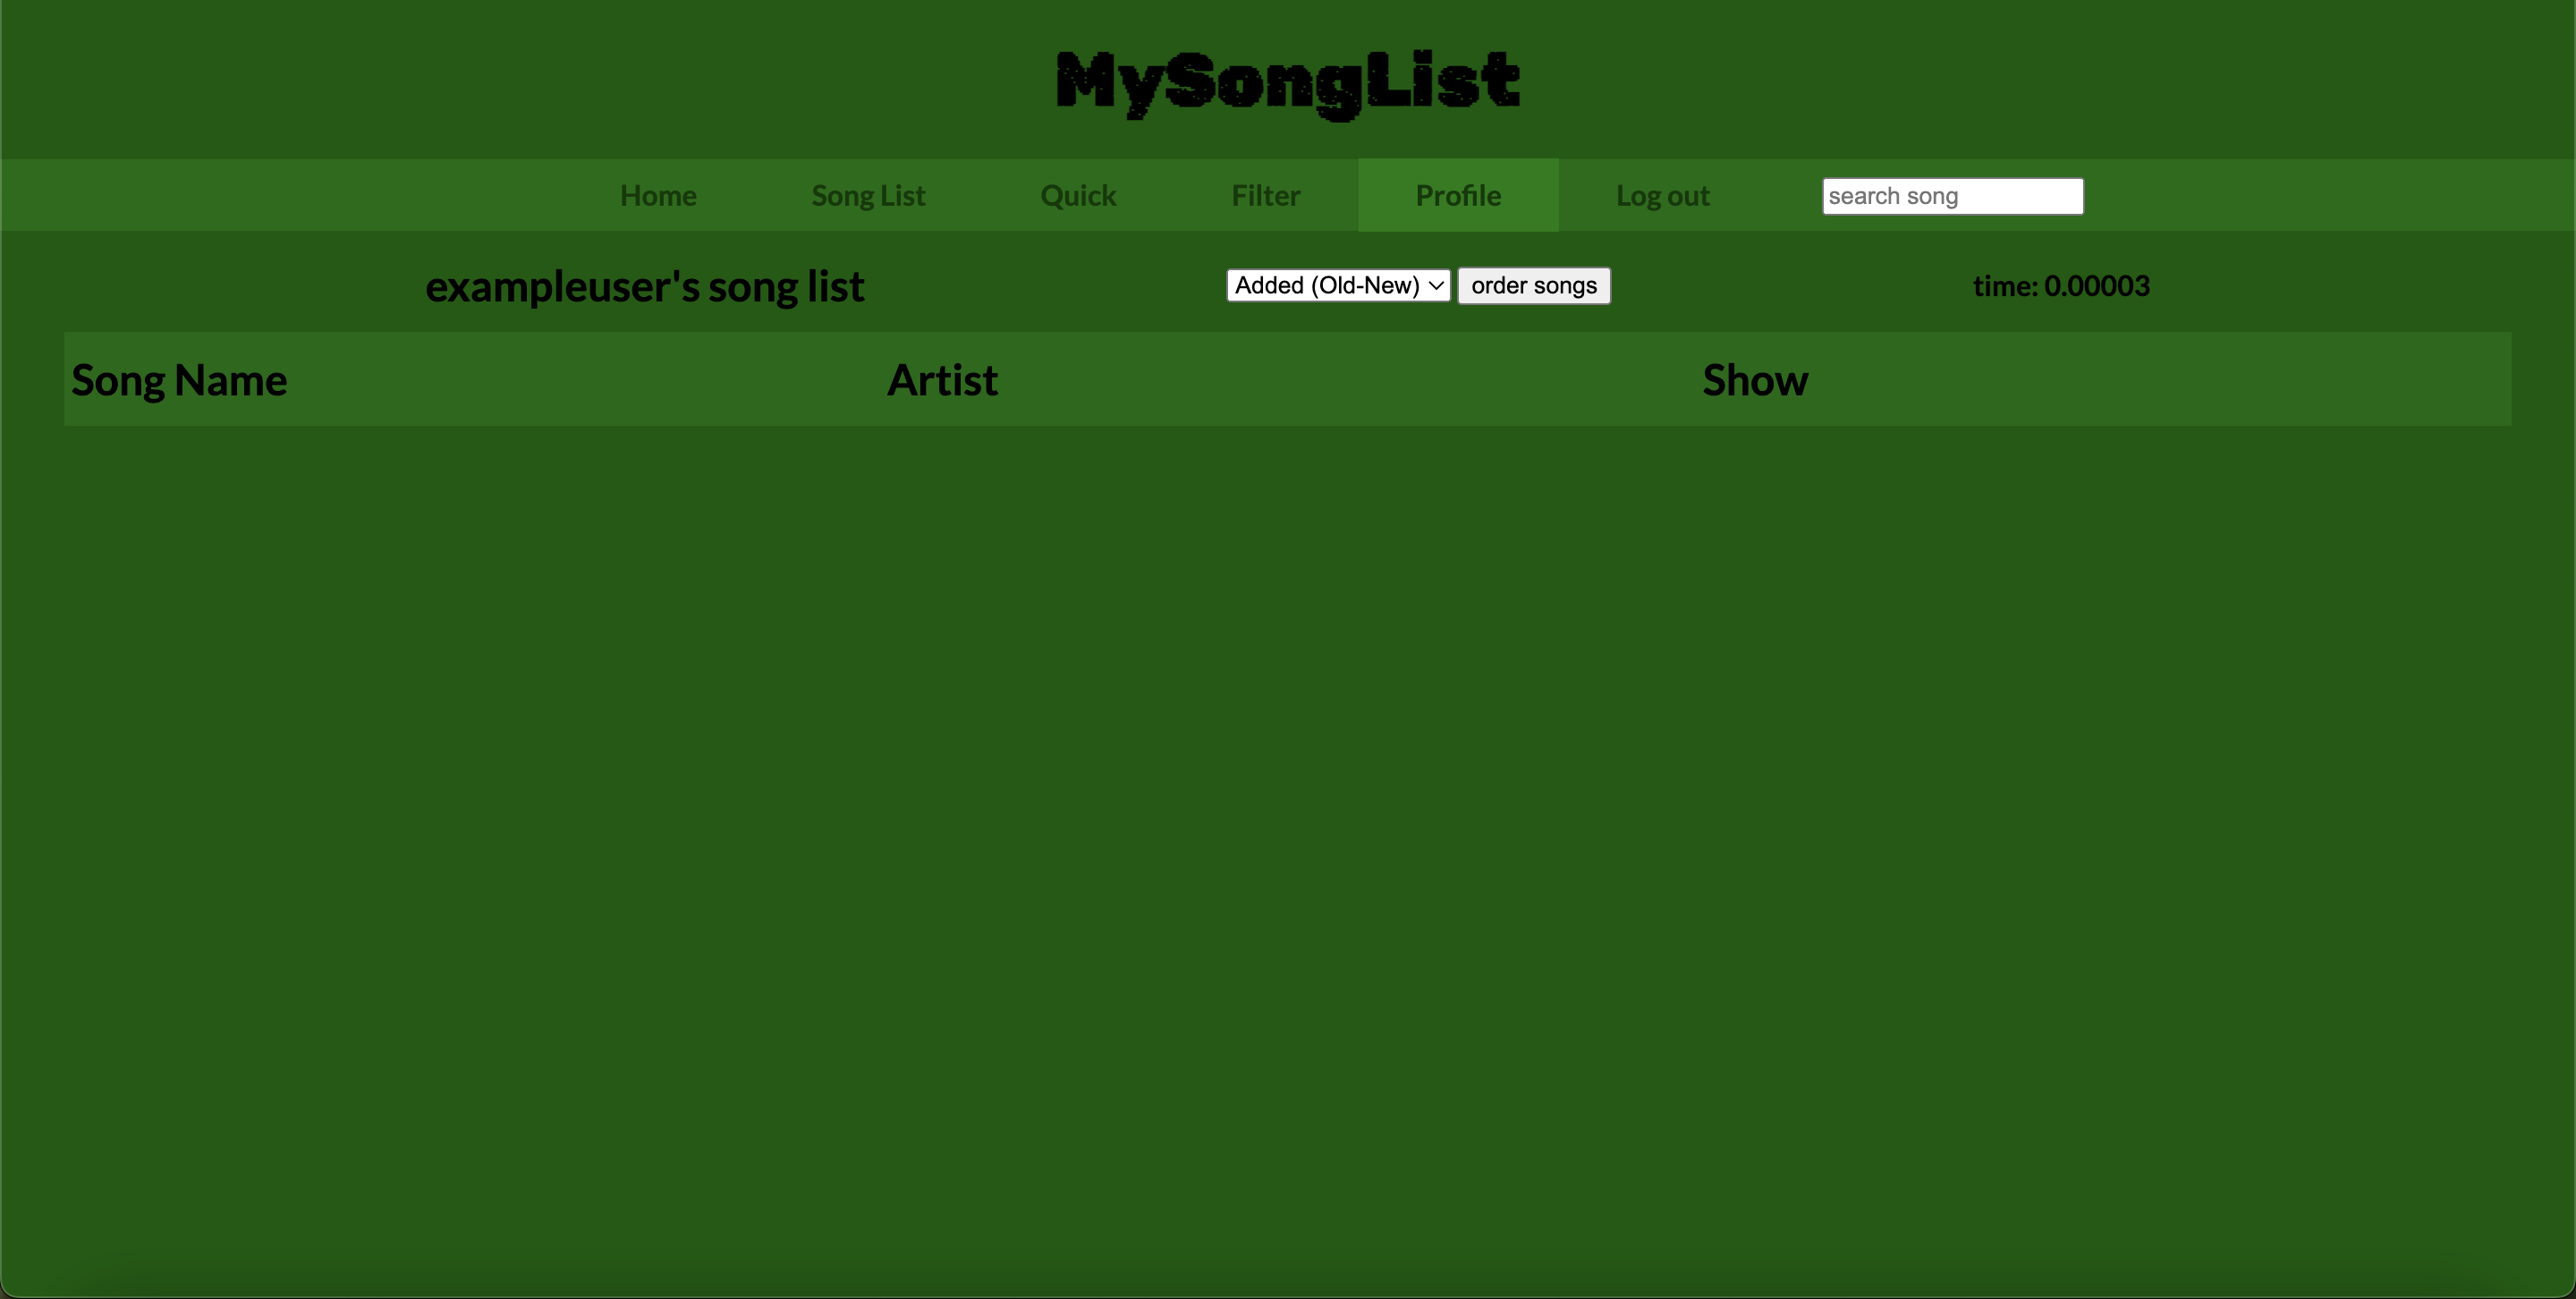 MySongList
Home Song List Quick Filter Profile Log out search song
exampleuser's song list Added (Old-New) order songs time: 0.00003
Song Name Artist Show